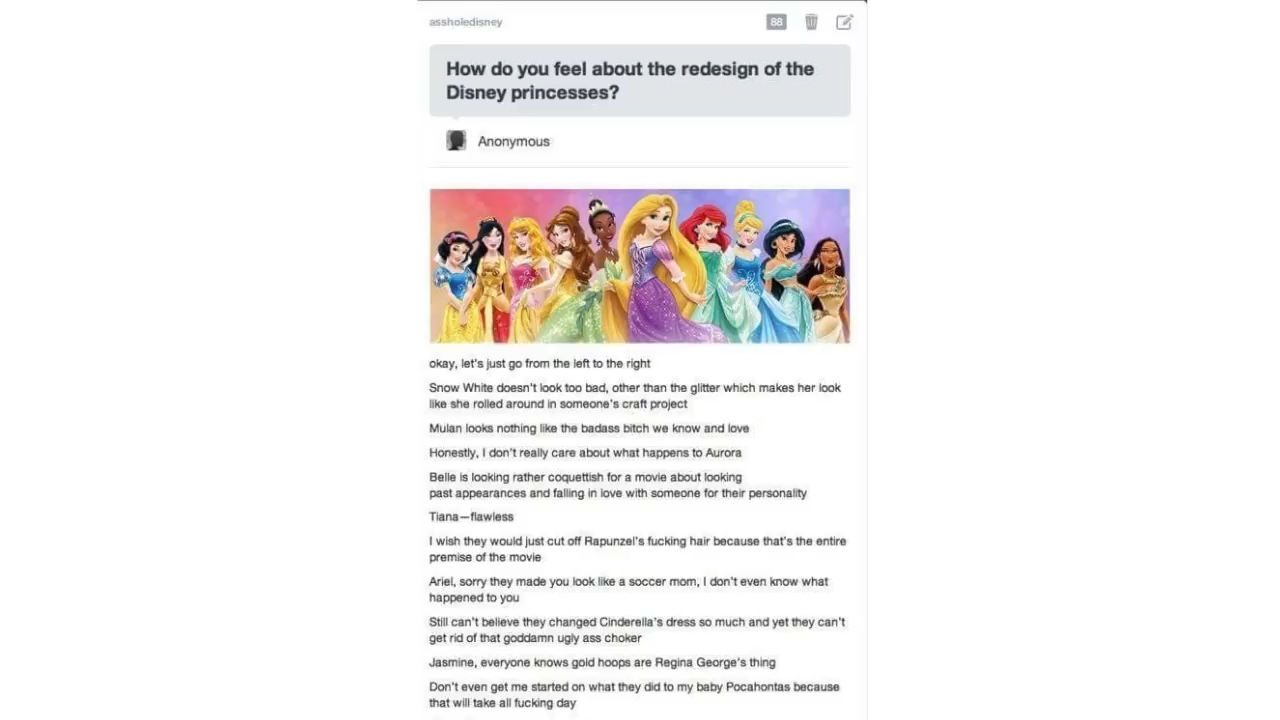 assholedisney
88
How do you feel about the redesign of the
Disney princesses?
Anonymous
okay, let's just go from the left to the right
Snow White doesn't look too bad, other than the glitter which makes her look
like she rolled around in someone's craft project
Mulan looks nothing like the badass bitch we know and love
Honestly, I don't really care about what happens to Aurora
Belle is looking rather coquettish for a movie about looking
past appearances and falling in love with someone for their personality
Tiana—flawless
I wish they would just cut off Rapunzel's fucking hair because that's the entire
premise of the movie
Ariel, sorry they made you look like a soccer mom, I don't even know what
happened to you
Still can't believe they changed Cinderella's dress so much and yet they can't
get rid of that goddamn ugly ass choker
Jasmine, everyone knows gold hoops are Regina George's thing
Don't even get me started on what they did to my baby Pocahontas because
that will take all fucking day